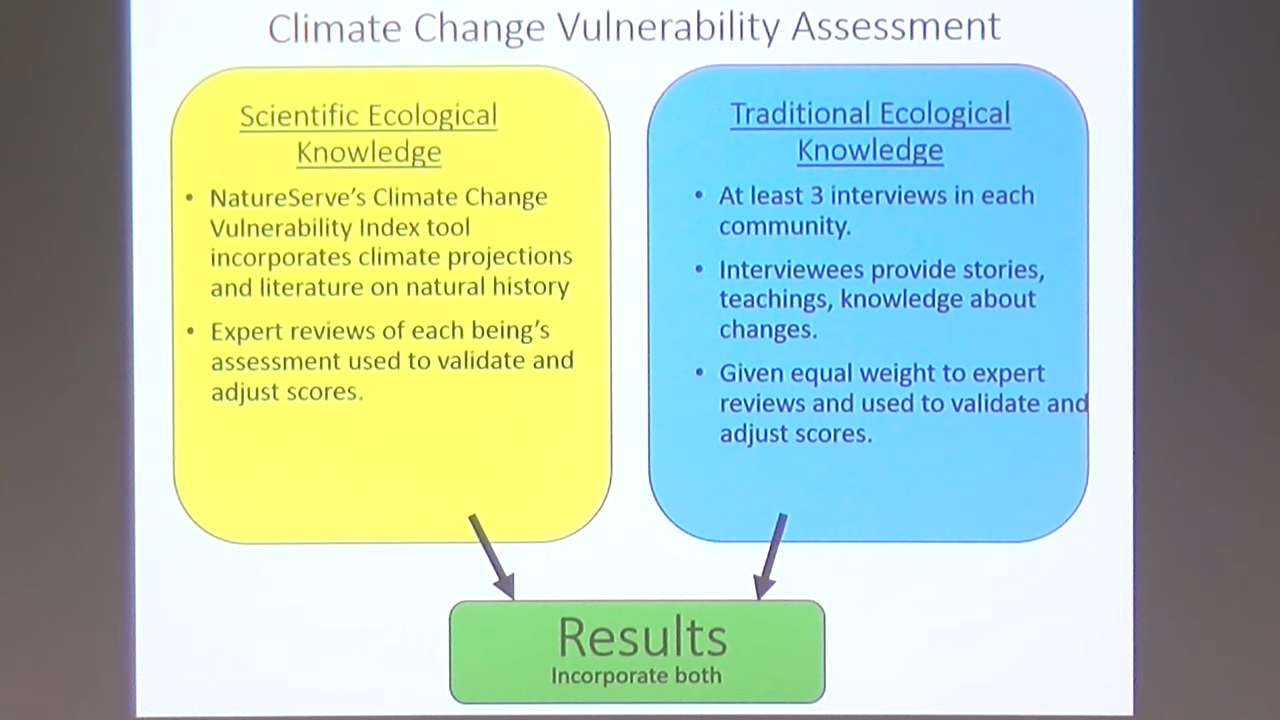 Climate Change Vulnerability Assessment
Scientific Ecological
Knowledge
• NatureServe's Climate Change
Vulnerability Index tool
incorporates climate projections
and literature on natural history
• Expert reviews of each being's
assessment used to validate and
adjust scores.
Traditional Ecological
Knowledge
• At least 3 interviews in each
community.
• Interviewees provide stories,
teachings, knowledge about
changes.
• Given equal weight to expert
reviews and used to validate and
adjust scores.
Results
Incorporate both